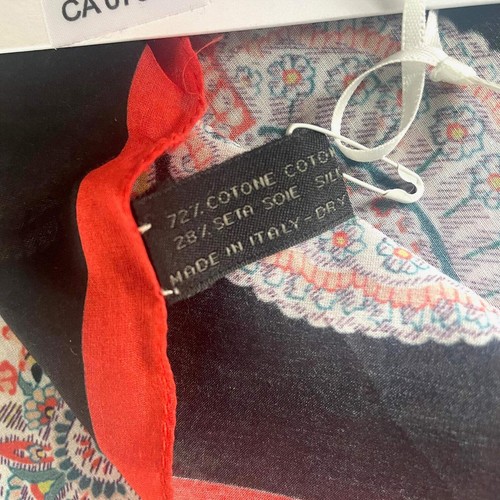 CA
72% COTONE COTON
28% SETA SOIE SIL
MADE IN ITALY-DRY